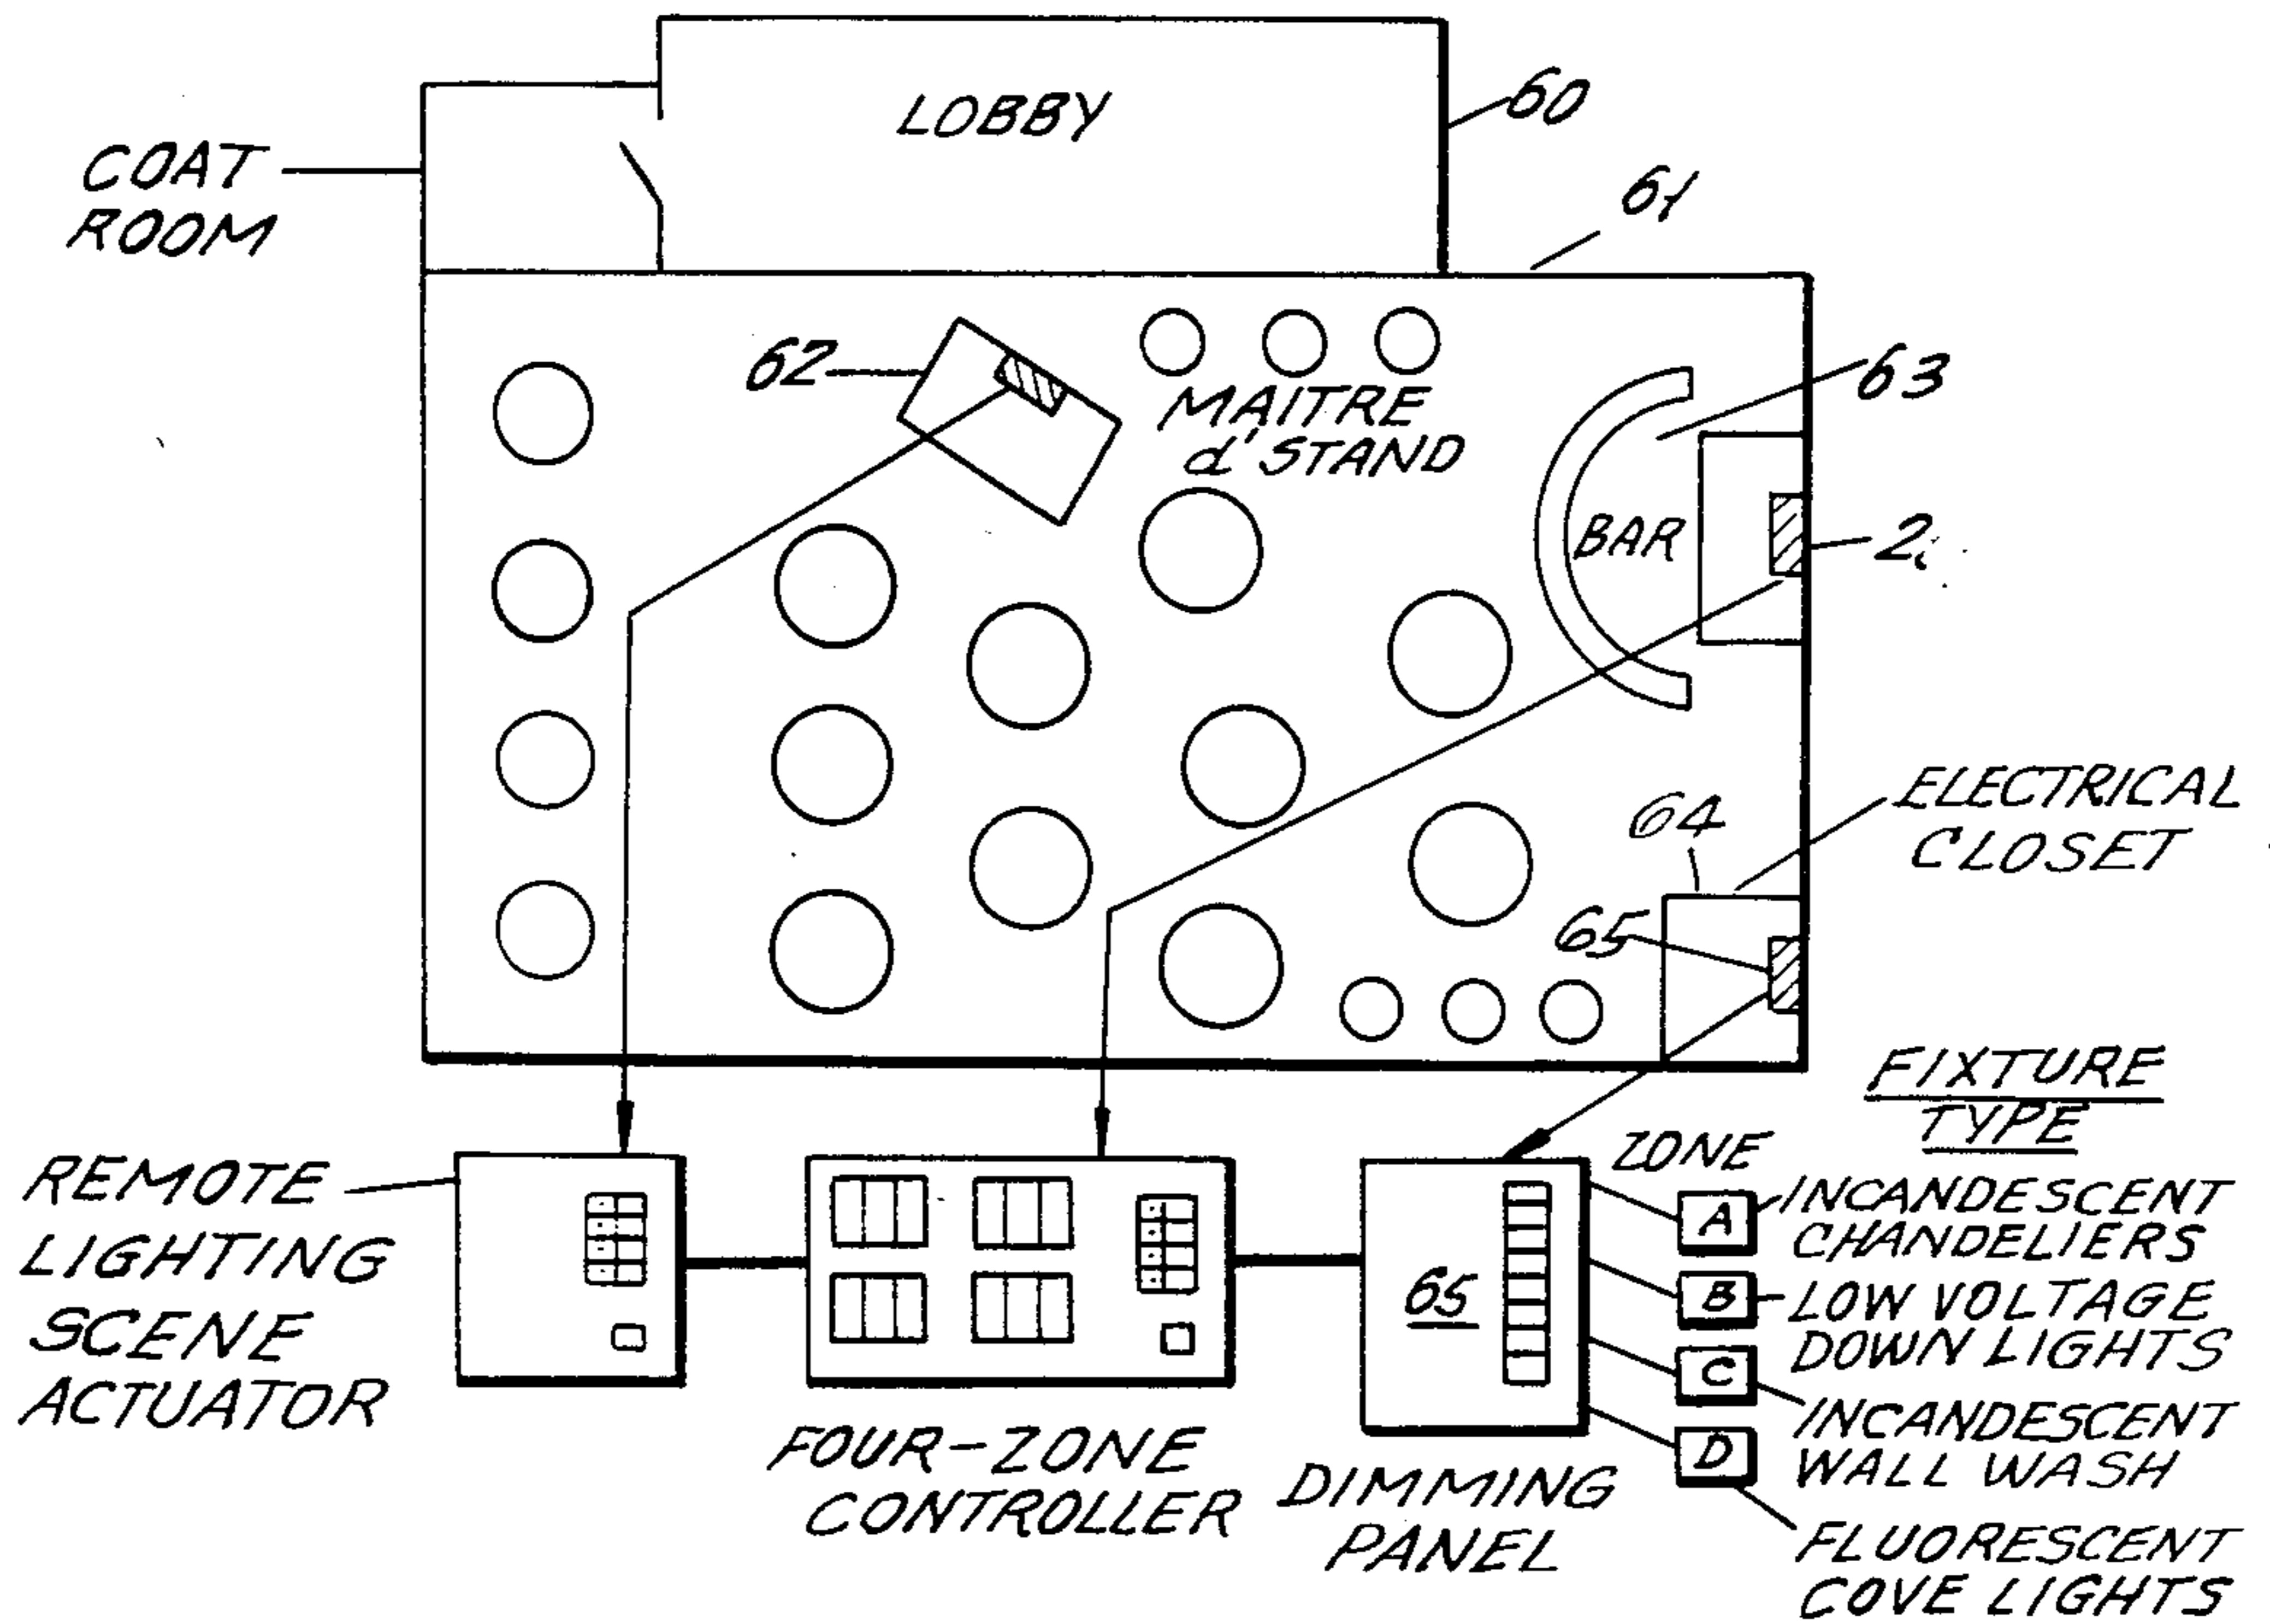 LOBBY
60
COAT
ROOM
61
62
MAITRE
d' STAND
63
BAR
2
ELECTRICAL
CLOSET
64
65
FIXTURE
TYPE
ZONE
REMOTE
LIGHTING
SCENE
ACTUATOR
65
A
INCANDESCENT
CHANDELIERS
B
LOW VOLTAGE
DOWN LIGHTS
C
INCANDESCENT
WALL WASH
D
FLUORESCENT
COVE LIGHTS
FOUR-ZONE
CONTROLLER
DIMMING
PANEL